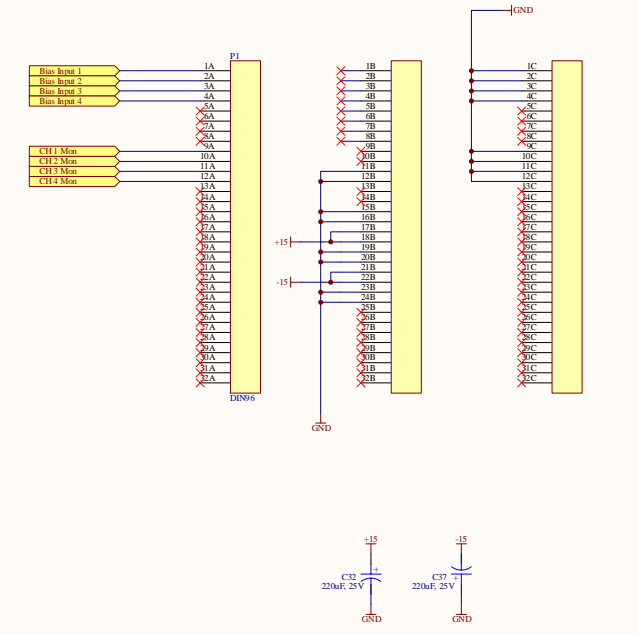 GND
P1
Bias Input 1
Bias Input 2
Bias Input 3
Bias Input 4
CH 1 Mon
CH 2 Mon
CH 3 Mon
CH 4 Mon
1A
2A
3A
4A
5A
6A
7A
8A
9A
10A
11A
12A
13A
14A
15A
16A
17A
18A
19A
20A
21A
22A
23A
24A
25A
26A
27A
28A
29A
30A
31A
32A
DIN96
1B
2B
3B
4B
5B
6B
7B
8B
9B
10B
11B
12B
13B
14B
15B
16B
17B
18B
19B
20B
21B
22B
23B
24B
25B
26B
27B
28B
29B
30B
31B
32B
+15
-15
GND
1C
2C
3C
4C
5C
6C
7C
8C
9C
10C
11C
12C
13C
14C
15C
16C
17C
18C
19C
20C
21C
22C
23C
24C
25C
26C
27C
28C
29C
30C
31C
32C
+15
C32
220uF, 25V
GND
-15
C37
220uF, 25V
GND